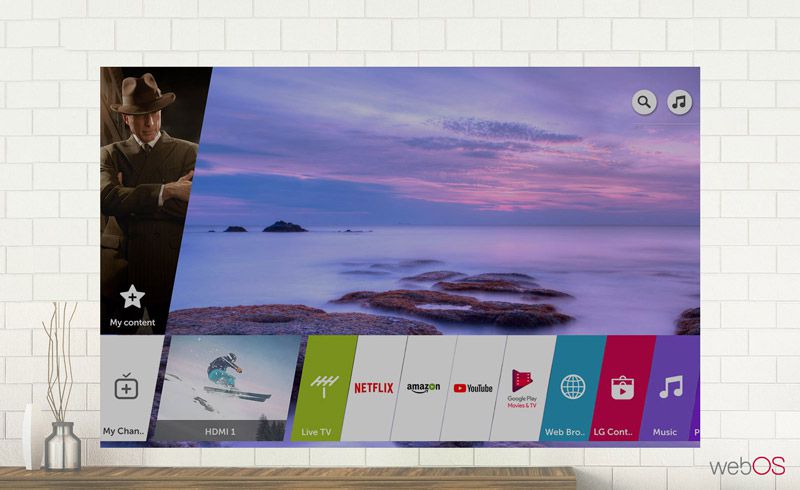 My content
My Chan..
HDMI 1
Live TV
NETFLIX
amazon
YouTube
Google Play
Movies & TV
Web Bro..
LG Cont..
Music
P
webOS